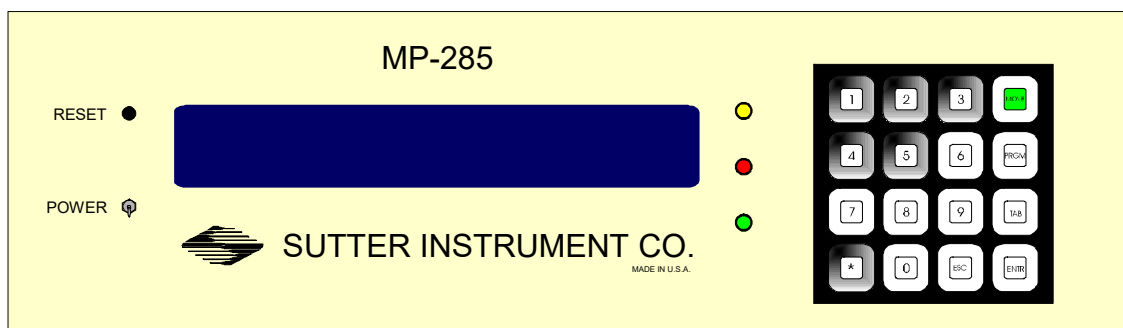 MP-285
RESET
POWER
SUTTER INSTRUMENT CO.
MADE IN U.S.A.
1 2 3 MOVE
4 5 6 PRGM
7 8 9 TAB
* 0 ESC ENTR